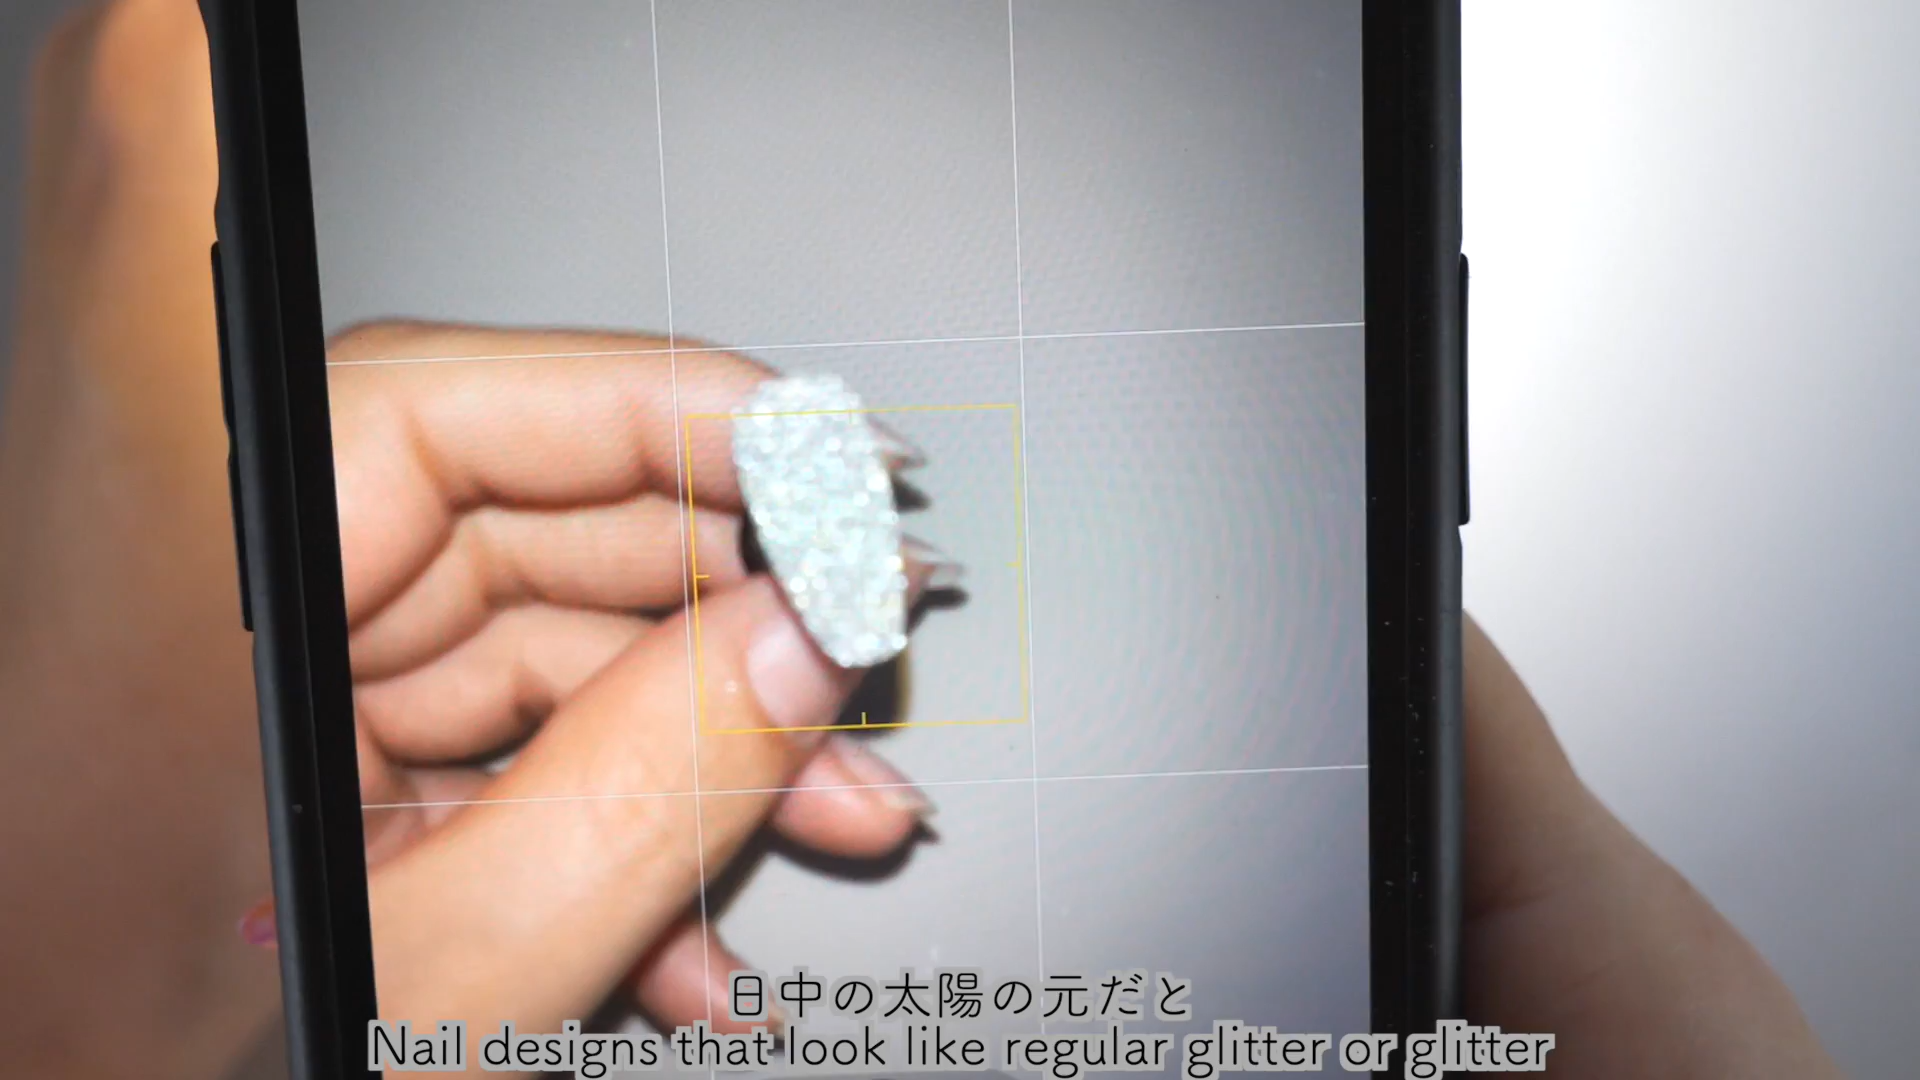 日中の太陽の元だと
Nail designs that look like regular glitter or glitter